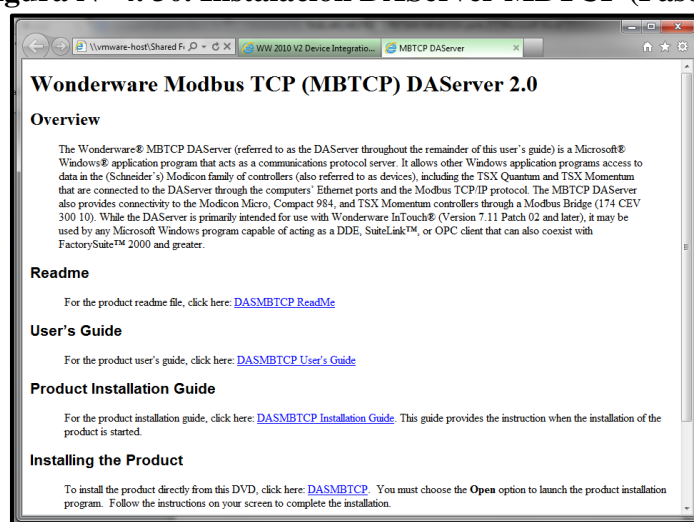 \\vmware-host\Shared Fi
WW 2010 V2 Device Integratio...
MBTCP DAServer
Wonderware Modbus TCP (MBTCP) DAServer 2.0
Overview
The Wonderware® MBTCP DAServer (referred to as the DAServer throughout the remainder of this user's guide) is a Microsoft®
Windows® application program that acts as a communications protocol server. It allows other Windows application programs access to
data in the (Schneider's) Modicon family of controllers (also referred to as devices), including the TSX Quantum and TSX Momentum
that are connected to the DAServer through the computers' Ethernet ports and the Modbus TCP/IP protocol. The MBTCP DAServer
also provides connectivity to the Modicon Micro, Compact 984, and TSX Momentum controllers through a Modbus Bridge (174 CEV
300 10). While the DAServer is primarily intended for use with Wonderware InTouch® (Version 7.11 Patch 02 and later), it may be
used by any Microsoft Windows program capable of acting as a DDE, SuiteLink™, or OPC client that can also coexist with
FactorySuite™ 2000 and greater.
Readme
For the product readme file, click here: DASMBTCP ReadMe
User's Guide
For the product user's guide, click here: DASMBTCP User's Guide
Product Installation Guide
For the product installation guide, click here: DASMBTCP Installation Guide. This guide provides the instruction when the installation of the
product is started.
Installing the Product
To install the product directly from this DVD, click here: DASMBTCP. You must choose the Open option to launch the product installation
program. Follow the instructions on your screen to complete the installation.